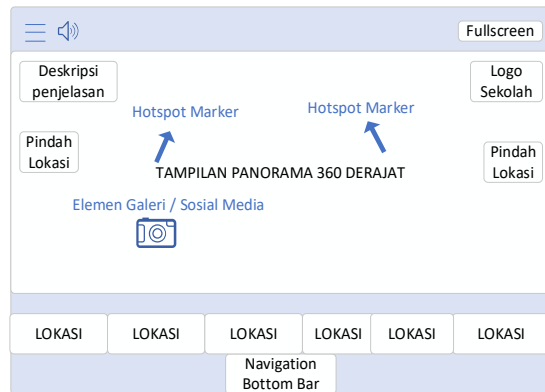 Fullscreen
Deskripsi
penjelasan
Logo
Sekolah
Hotspot Marker
Hotspot Marker
Pindah
Lokasi
Pindah
Lokasi
TAMPILAN PANORAMA 360 DERAJAT
Elemen Galeri / Sosial Media
LOKASI
LOKASI
LOKASI
LOKASI
LOKASI
LOKASI
Navigation
Bottom Bar